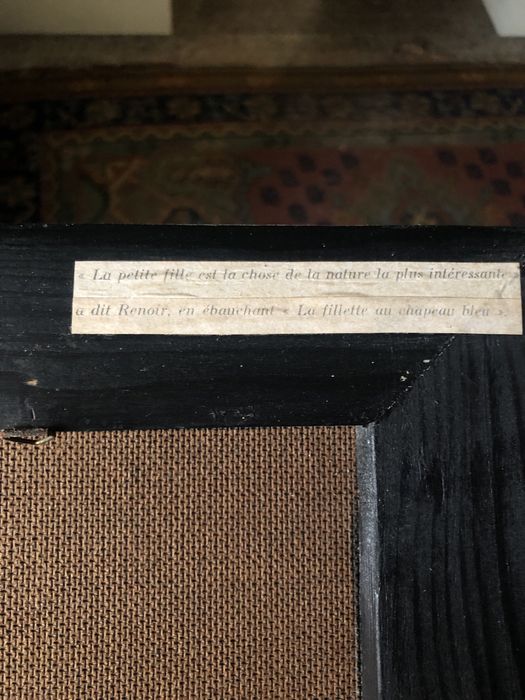 « La petite fille est la chose de la nature la plus intéressante »
a dit Renoir, en ébauchant « La fillette au chapeau bleu ».